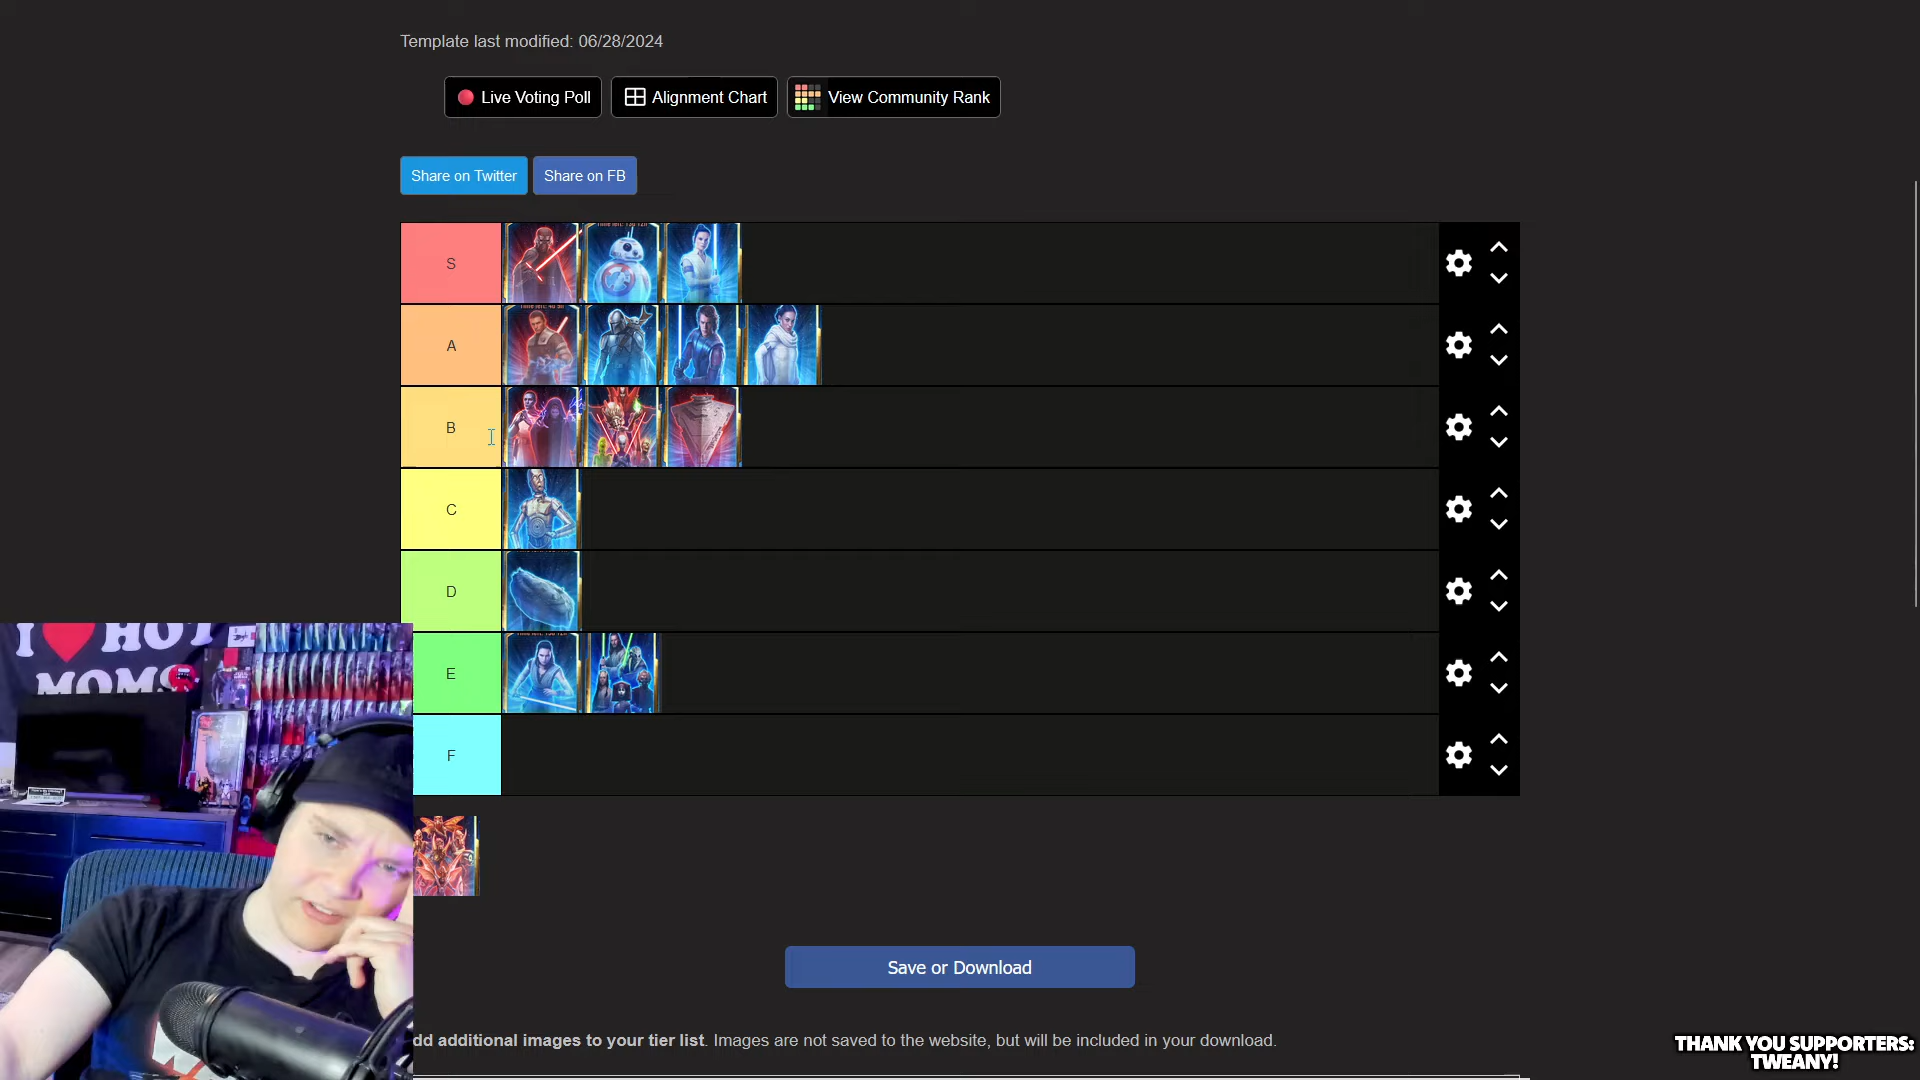 Template last modified: 06/28/2024
Live Voting Poll
Alignment Chart
View Community Rank
Share on Twitter
Share on FB
S
A
B
C
D
E
F
I HOT
MOMS
Save or Download
dd additional images to your tier list. Images are not saved to the website, but will be included in your download.
THANK YOU SUPPORTERS:
TWEANY!